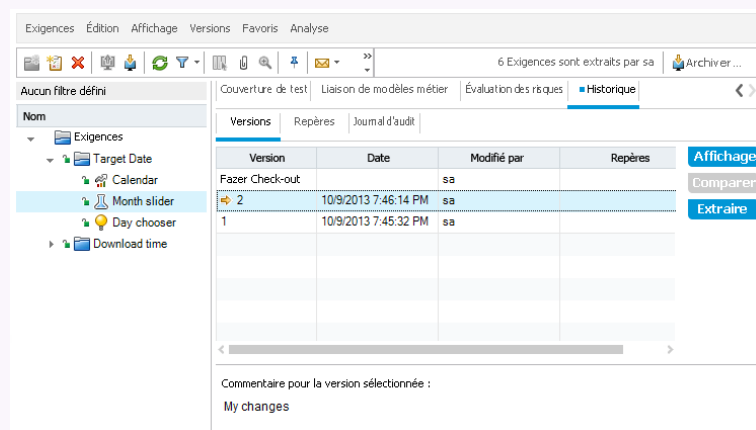 Exigences Édition Affichage Versions Favoris Analyse
6 Exigences sont extraits par sa Archiver...
Aucun filtre défini
Couverture de test Liaison de modèles métier Évaluation des risques Historique
Nom
Versions Repères Journal d'audit
Exigences
Target Date
Calendar
Month slider
Day chooser
Download time
Version Date Modifié par Repères
Fazer Check-out sa
2 10/9/2013 7:46:14 PM sa
1 10/9/2013 7:45:32 PM sa
Affichage
Comparer
Extraire
Commentaire pour la version sélectionnée :
My changes